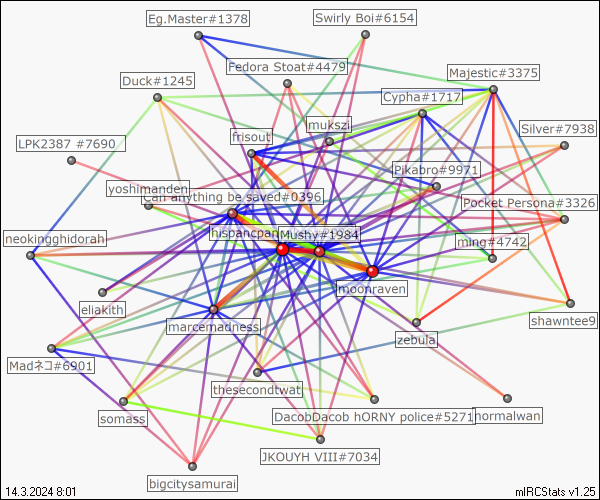 Eg.Master#1378
Swirly Boi#6154
Fedora Stoat#4479
Majestic#3375
Duck#1245
Cypha#1717
mukszi
Silver#7938
frisout
LPK2387 #7690
Pikabro#9971
yoshimanden
Can anything be saved#0396
Pocket Persona#3326
hispancpan
Mushy#1984
neokingghidorah
ming#4742
moonraven
eliakith
shawntee9
marcemadness
zebula
Madネコ#6901
thesecondtwat
somass
DacobDacob hORNY police#5271
normalwan
JKOUYH VIII#7034
bigcitysamurai
14.3.2024 8:01
mIRCStats v1.25